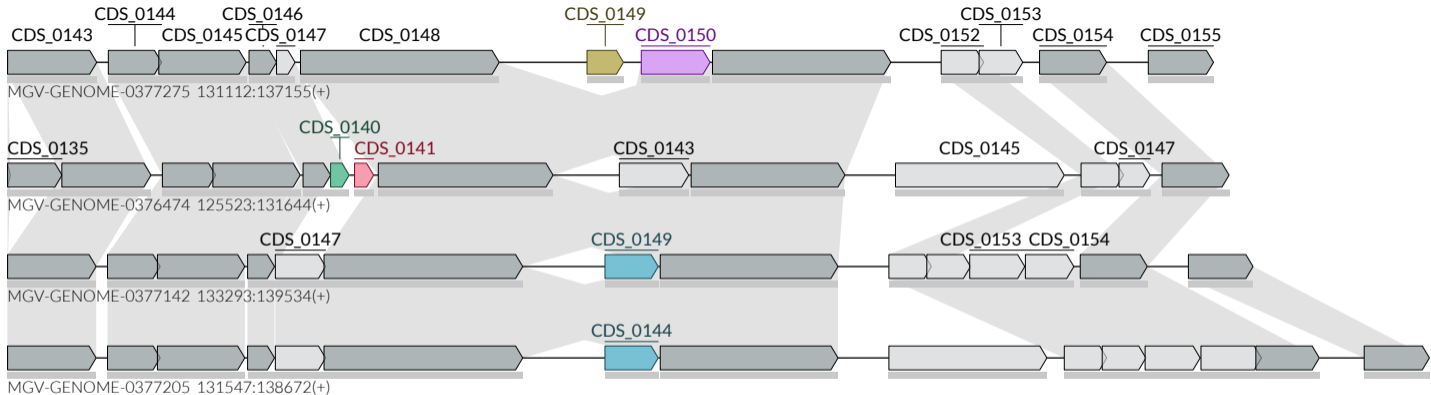 CDS_0144 CDS_0146 CDS_0149 CDS_0153
CDS_0143 CDS_0145 CDS_0147 CDS_0148 CDS_0150 CDS_0152 CDS_0154 CDS_0155
MGV-GENOME-0377275 131112:137155(+)
CDS_0140
CDS_0135 CDS_0141 CDS_0143 CDS_0145 CDS_0147
MGV-GENOME-0376474 125523:131644(+)
CDS_0147 CDS_0149 CDS_0153 CDS_0154
MGV-GENOME-0377142 133293:139534(+)
CDS_0144
MGV-GENOME-0377205 131547:138672(+)